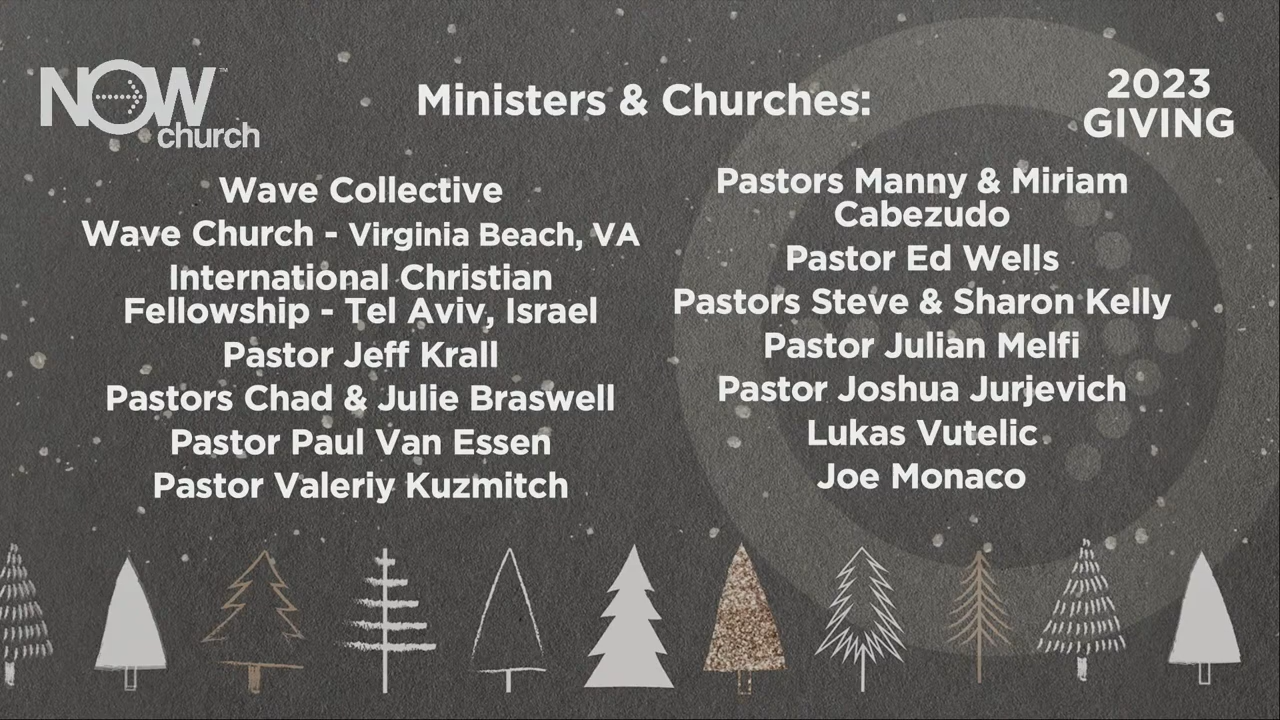 NOW™
church
Ministers & Churches:
2023
GIVING
Wave Collective
Wave Church - Virginia Beach, VA
International Christian
Fellowship - Tel Aviv, Israel
Pastor Jeff Krall
Pastors Chad & Julie Braswell
Pastor Paul Van Essen
Pastor Valeriy Kuzmitch
Pastors Manny & Miriam
Cabezudo
Pastor Ed Wells
Pastors Steve & Sharon Kelly
Pastor Julian Melfi
Pastor Joshua Jurjevich
Lukas Vutelic
Joe Monaco